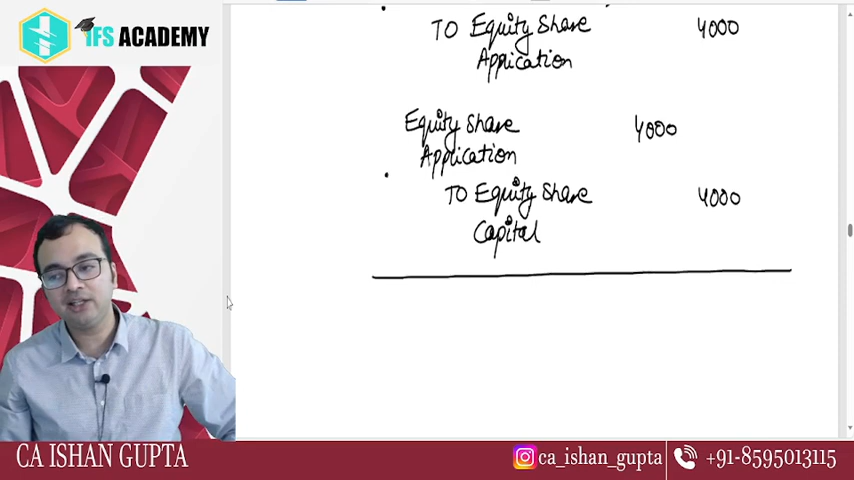 IFS ACADEMY
TO Equity Share 4000
Application
Equity Share 4000
Application
TO Equity Share 4000
Capital
CA ISHAN GUPTA
ca_ishan_gupta
+91-8595013115